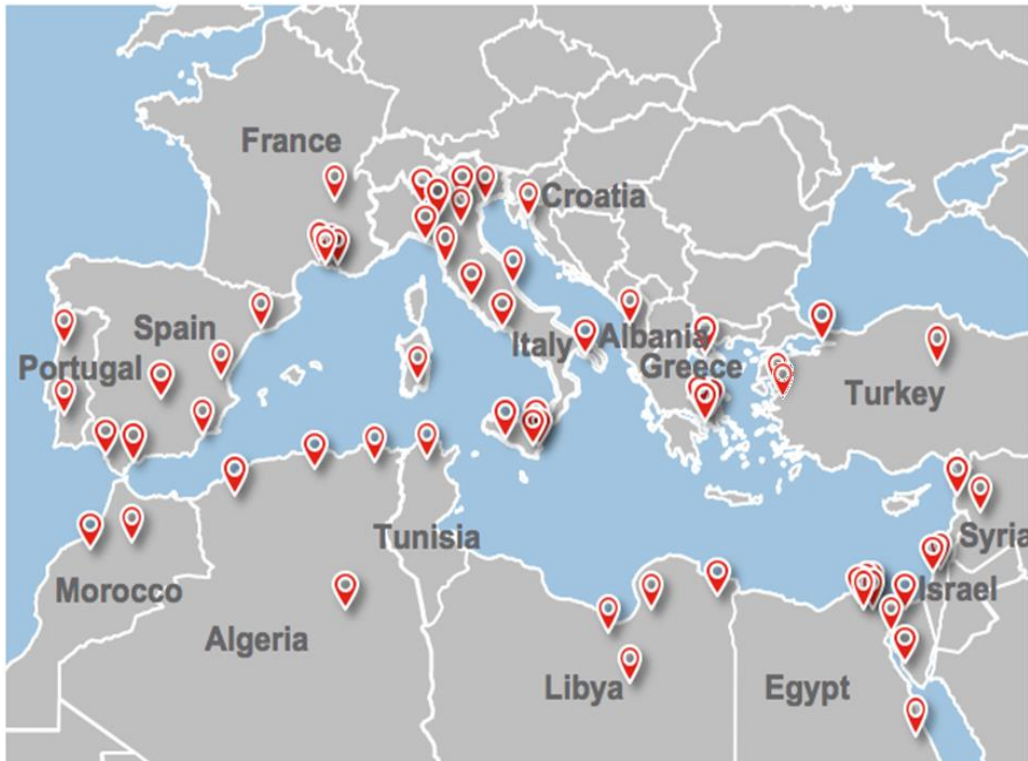 France
Croatia
Spain
Italy
Albania
Portugal
Greece
Turkey
Tunisia
Syria
Morocco
Israel
Algeria
Libya
Egypt